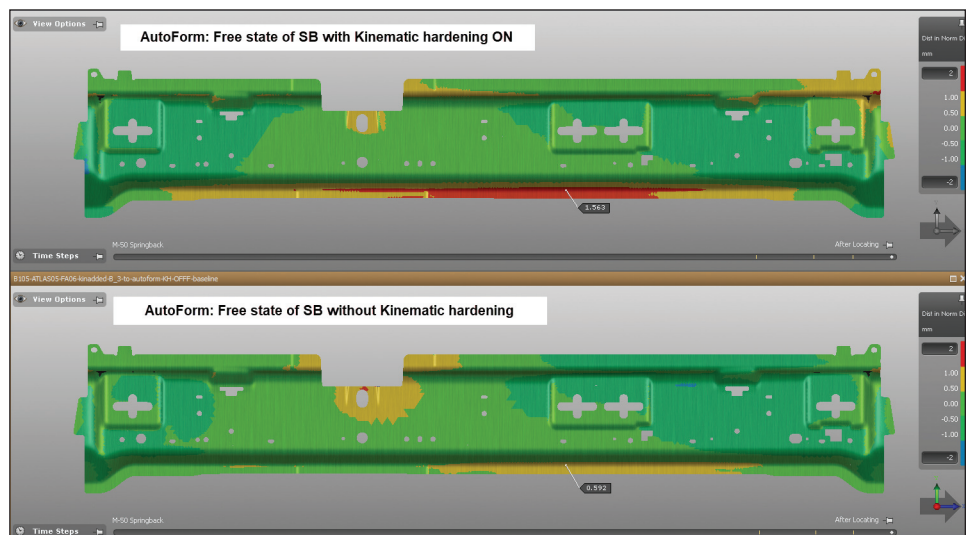 View Options
AutoForm: Free state of SB with Kinematic hardening ON
Dist in Norm Di
mm
2
1.00
0.50
0.00
-0.50
-1.00
-2
1.563
M-50 Springback
After Locating
Time Steps
B105-ATLAS05-FA06-kinadded-B_3-to-autoform-KH-OFFF-baseline
View Options
AutoForm: Free state of SB without Kinematic hardening
Dist in Norm Di
mm
2
1.00
0.50
0.00
-0.50
-1.00
-2
0.592
M-50 Springback
After Locating
Time Steps